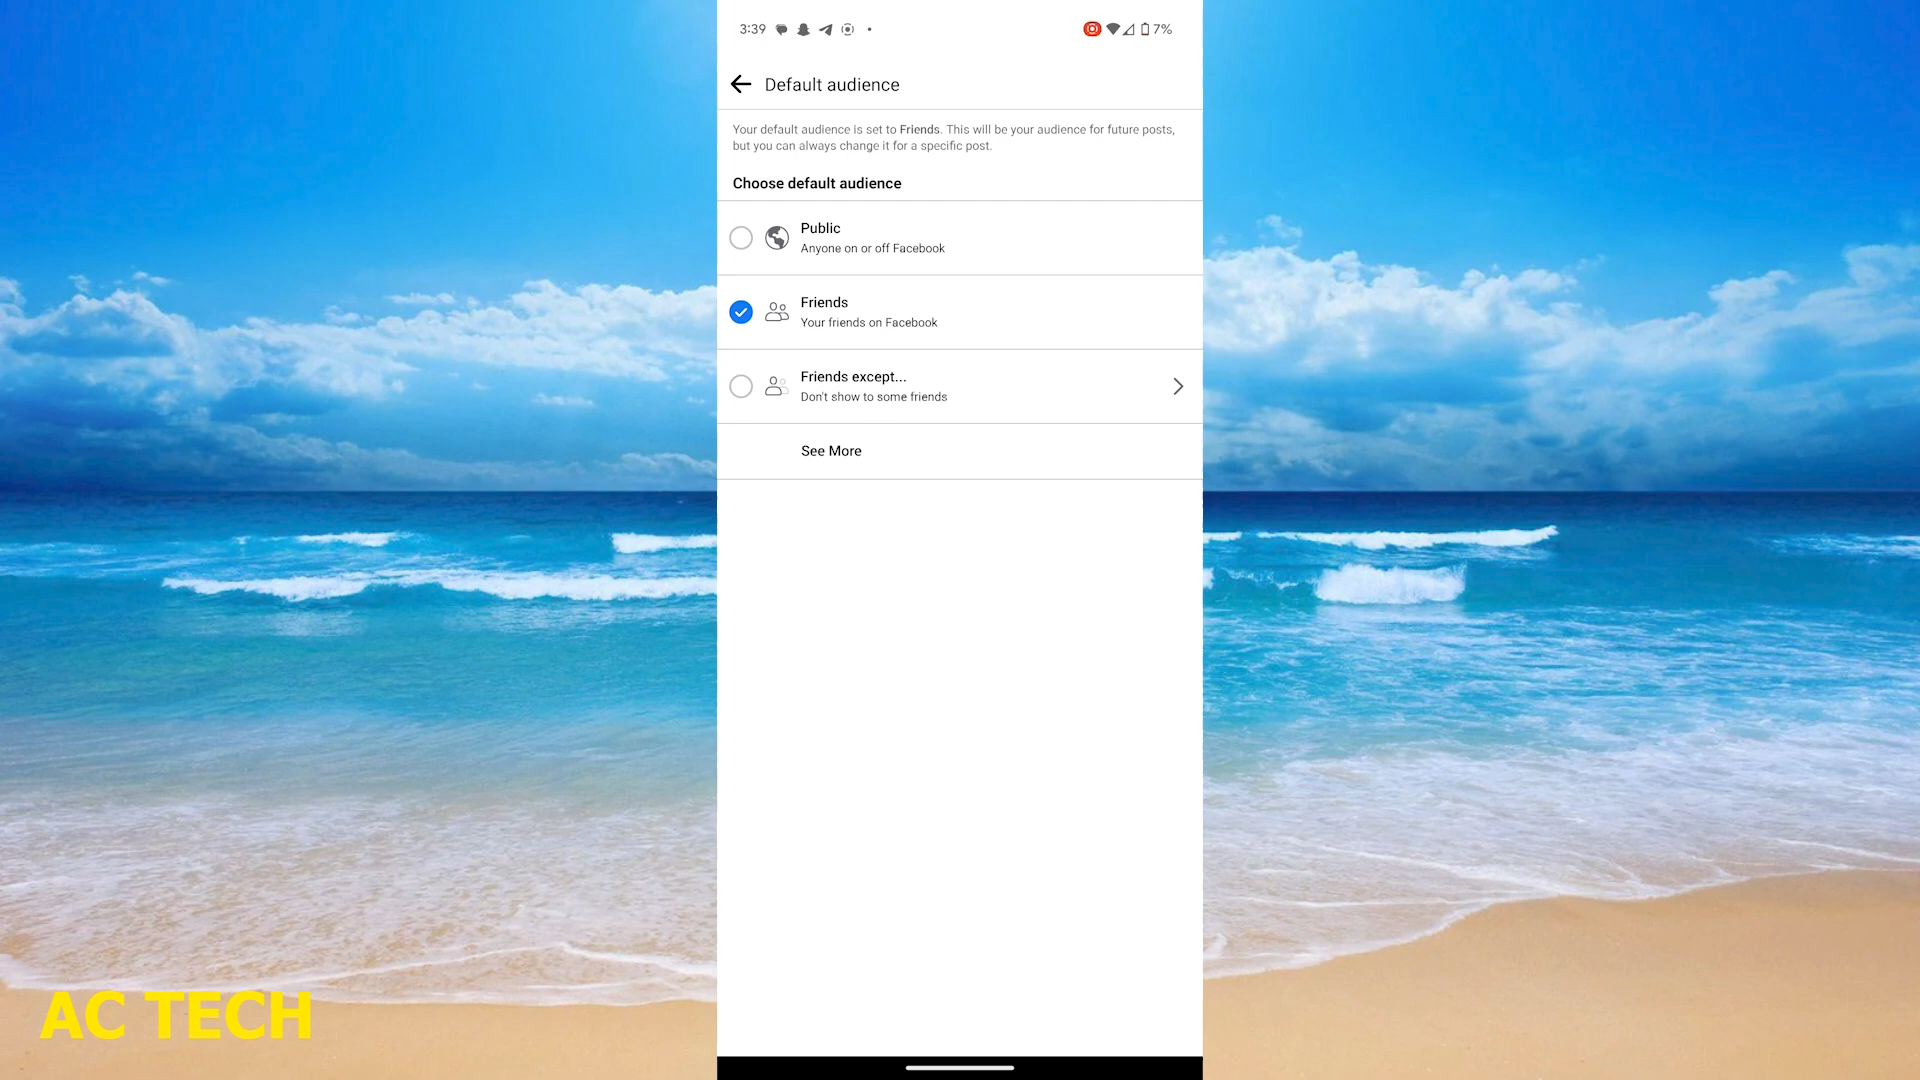 3:39
7%
Default audience
Your default audience is set to Friends. This will be your audience for future posts,
but you can always change it for a specific post.
Choose default audience
Public
Anyone on or off Facebook
Friends
Your friends on Facebook
Friends except...
Don't show to some friends
See More
AC TECH